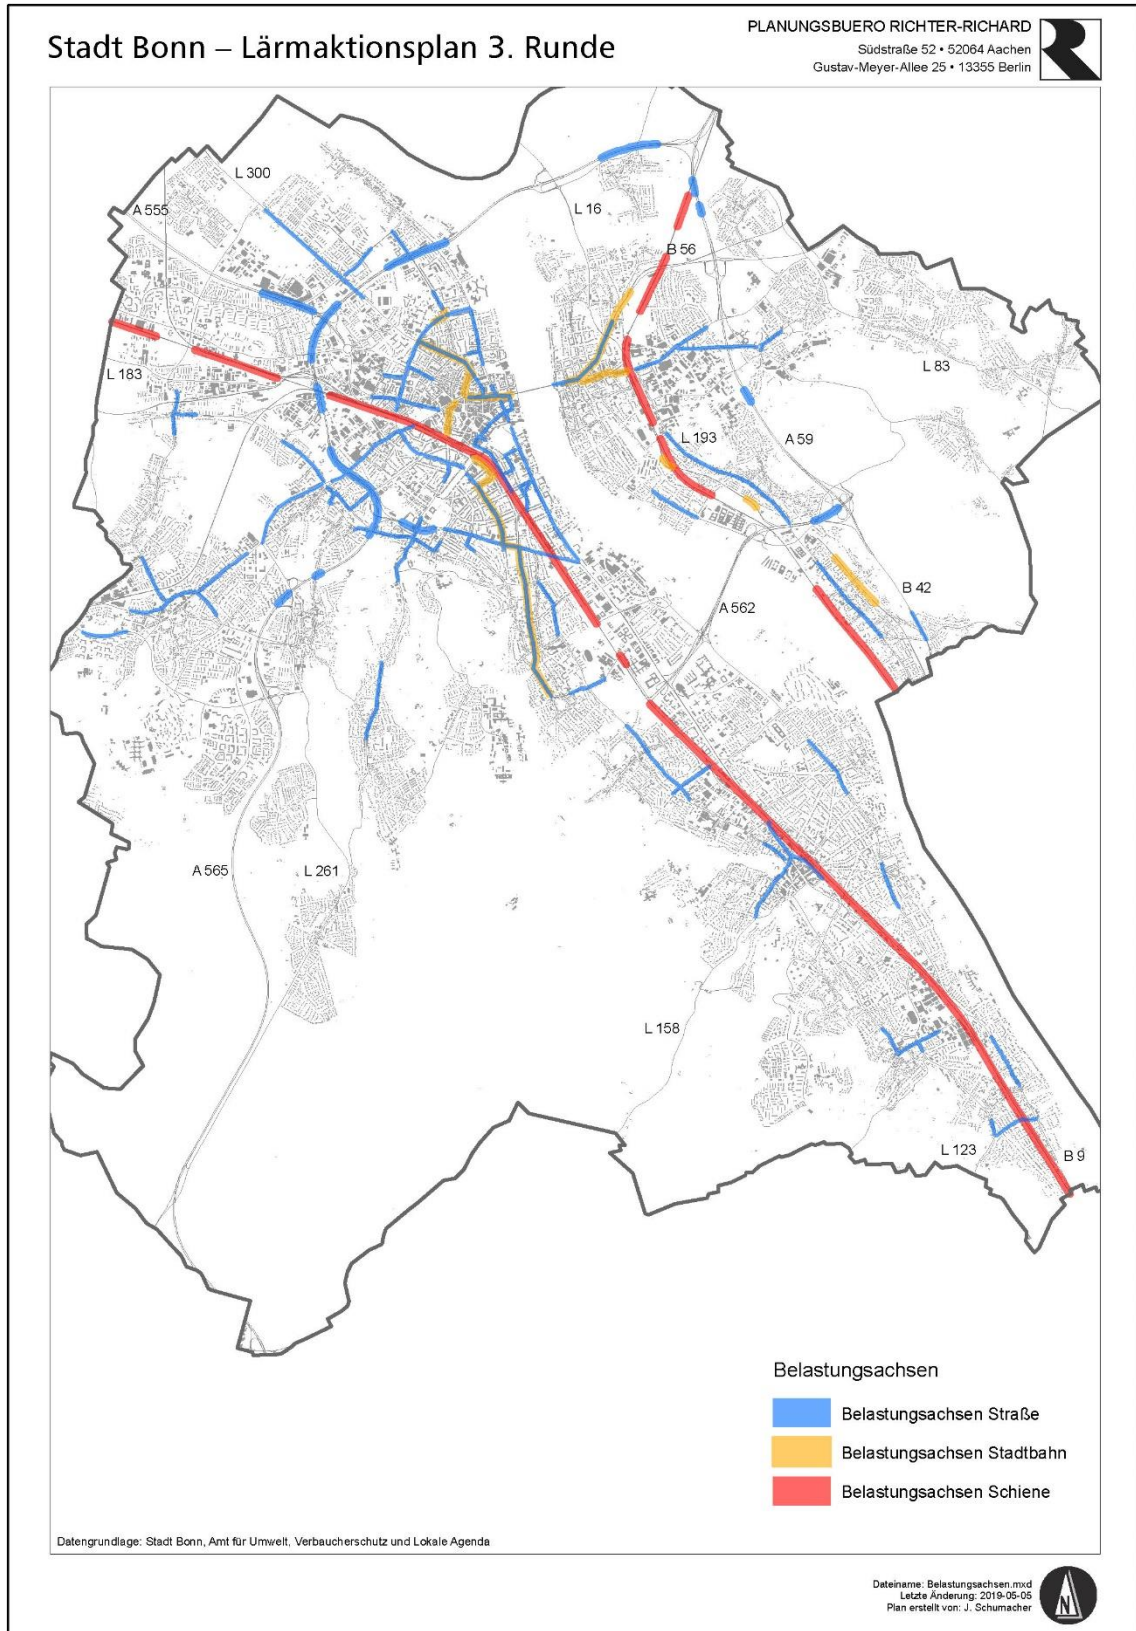 Stadt Bonn – Lärmaktionsplan 3. Runde
PLANUNGSBUERO RICHTER-RICHARD
Südstraße 52 • 52064 Aachen
Gustav-Meyer-Allee 25 • 13355 Berlin
L 300
A 555
L 16
B 56
L 183
L 83
L 193
A 59
A 562
B 42
A 565
L 261
L 158
L 123
B 9
Belastungsachsen
Belastungsachsen Straße
Belastungsachsen Stadtbahn
Belastungsachsen Schiene
Datengrundlage: Stadt Bonn, Amt für Umwelt, Verbaucherschutz und Lokale Agenda
Dateiname: Belastungsachsen.mxd
Letzte Änderung: 2019-05-05
Plan erstellt von: J. Schumacher
N